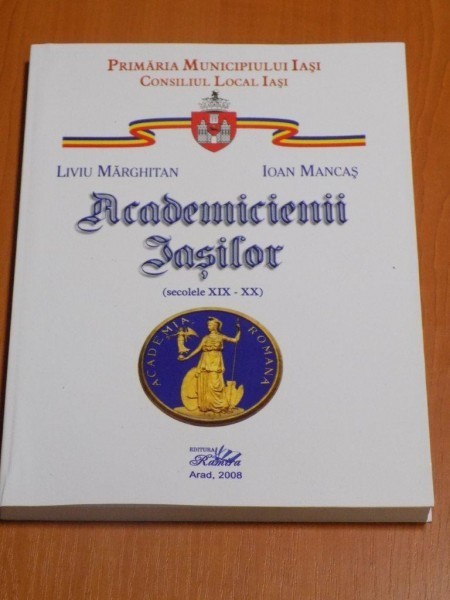 PRIMĂRIA MUNICIPIULUI IAŞI
CONSILIUL LOCAL IAŞI
LIVIU MĂRGHITAN IOAN MANCAŞ
Academicienii
Iaşilor
(secolele XIX - XX)
ACADEMIA ROMANA
EDITURA
Ramira
Arad, 2008